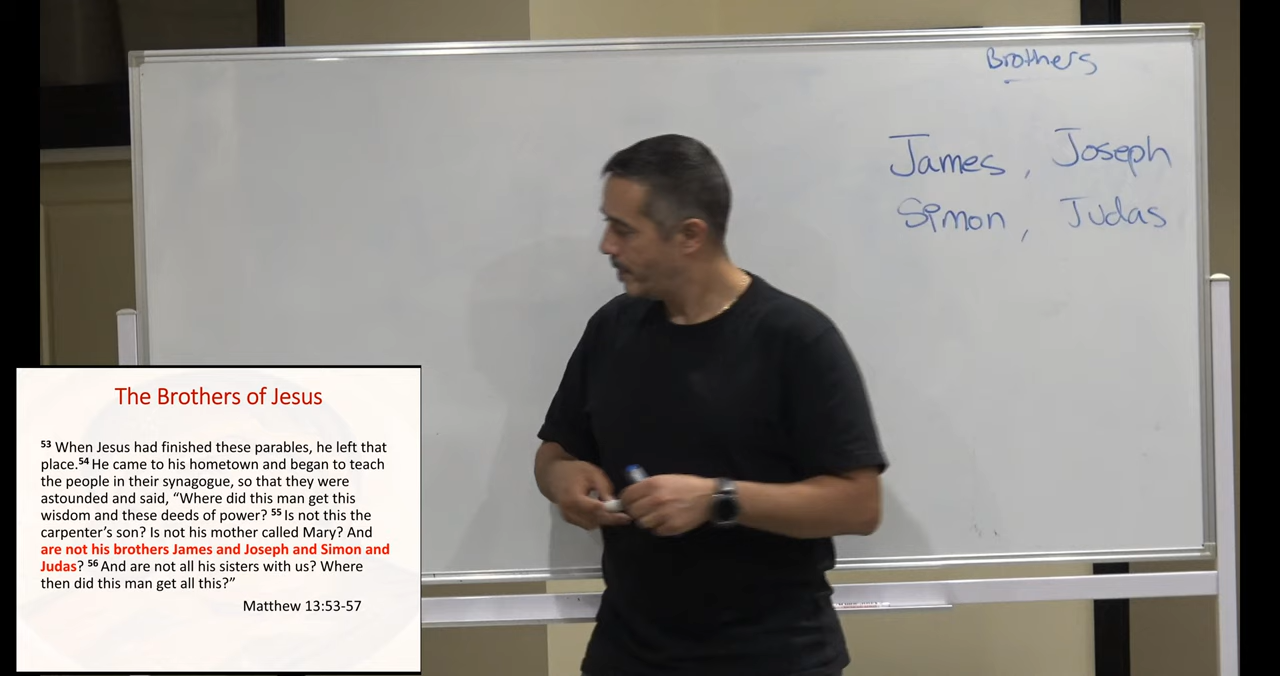 Brothers
James, Joseph
Simon, Judas
The Brothers of Jesus
53 When Jesus had finished these parables, he left that
place.54 He came to his hometown and began to teach
the people in their synagogue, so that they were
astounded and said, “Where did this man get this
wisdom and these deeds of power? 55 Is not this the
carpenter’s son? Is not his mother called Mary? And
are not his brothers James and Joseph and Simon and
Judas? 56 And are not all his sisters with us? Where
then did this man get all this?”
Matthew 13:53-57